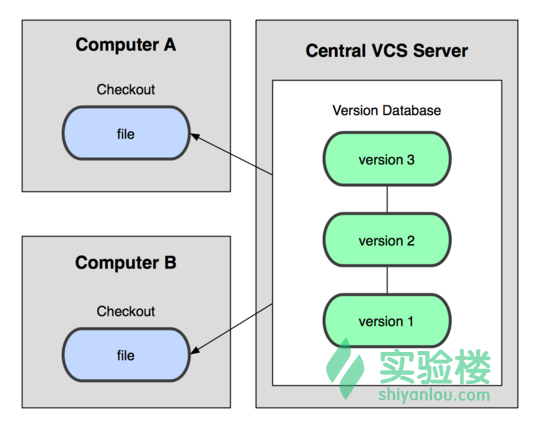 Computer A
Checkout
file
Computer B
Checkout
file
Central VCS Server
Version Database
version 3
version 2
version 1
实验楼
shiyanlou.com